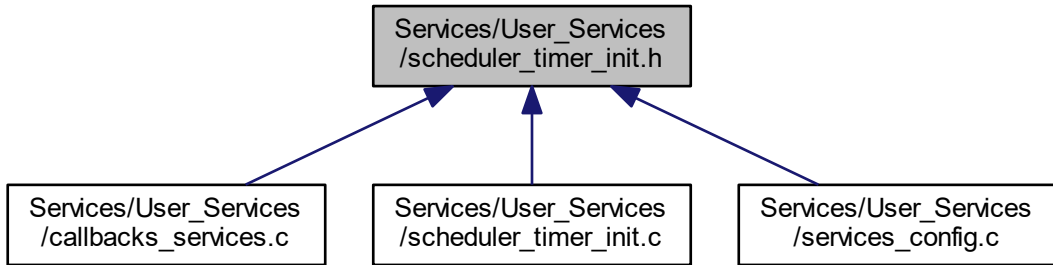 Services/User_Services
/scheduler_timer_init.h
Services/User_Services
/callbacks_services.c
Services/User_Services
/scheduler_timer_init.c
Services/User_Services
/services_config.c